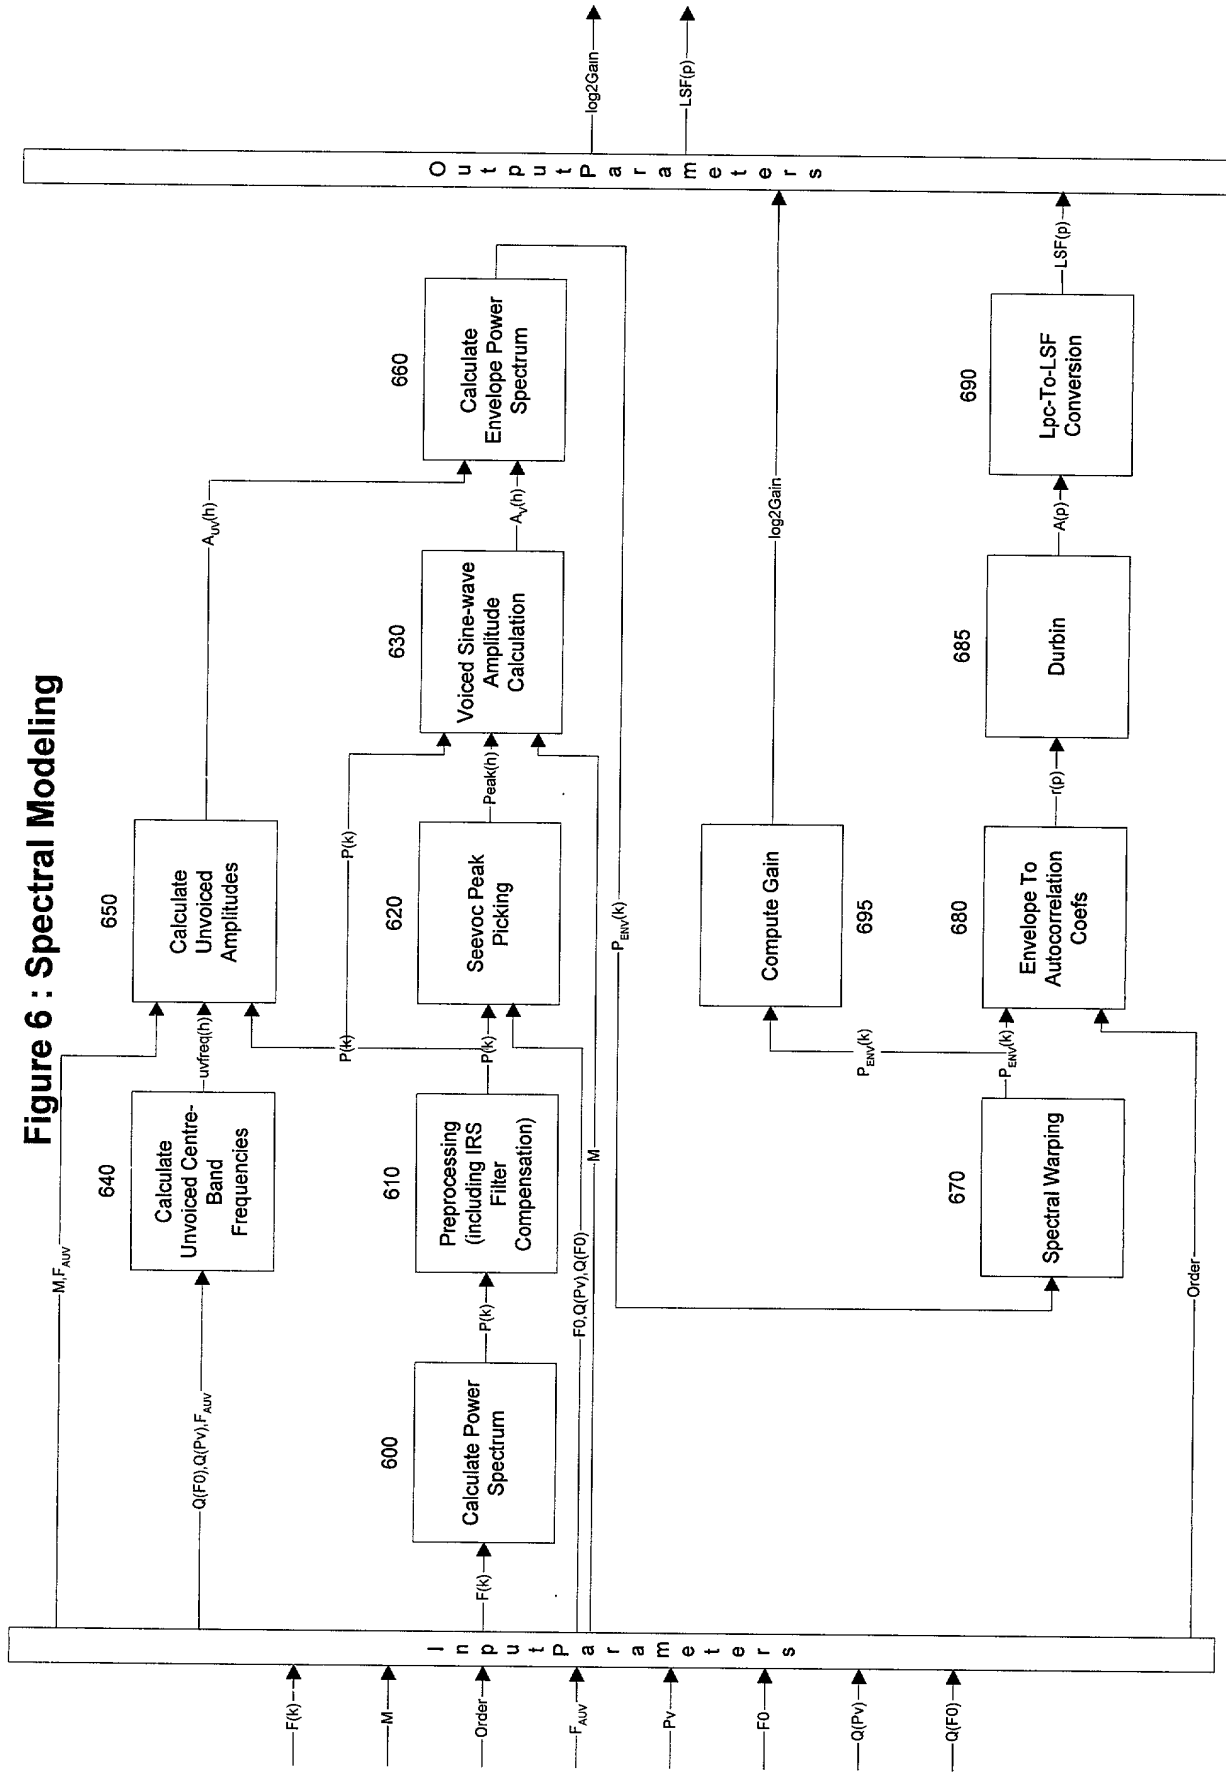 Figure 6 : Spectral Modeling
F(k)
M
Order
F_AUV
Pv
F0
Q(Pv)
Q(F0)
Input Parameters
M,F_AUV
Q(F0),Q(Pv),F_AUV
640
Calculate
Unvoiced Centre-
Band
Frequencies
uvfreq(h)
650
Calculate
Unvoiced
Amplitudes
A_UV(h)
F(k)
600
Calculate Power
Spectrum
P(k)
610
Preprocessing
(including IRS
Filter
Compensation)
P(k)
P(k)
P(k)
620
Seevoc Peak
Picking
Peak(h)
630
Voiced Sine-wave
Amplitude
Calculation
A_V(h)
660
Calculate
Envelope Power
Spectrum
F0,Q(Pv),Q(F0)
M
P_ENV(k)
670
Spectral Warping
P_ENV(k)
P_ENV(k)
Compute Gain
695
log2Gain
680
Envelope To
Autocorrelation
Coefs
r(p)
685
Durbin
A(p)
690
Lpc-To-LSF
Conversion
LSF(p)
Order
Output Parameters
log2Gain
LSF(p)